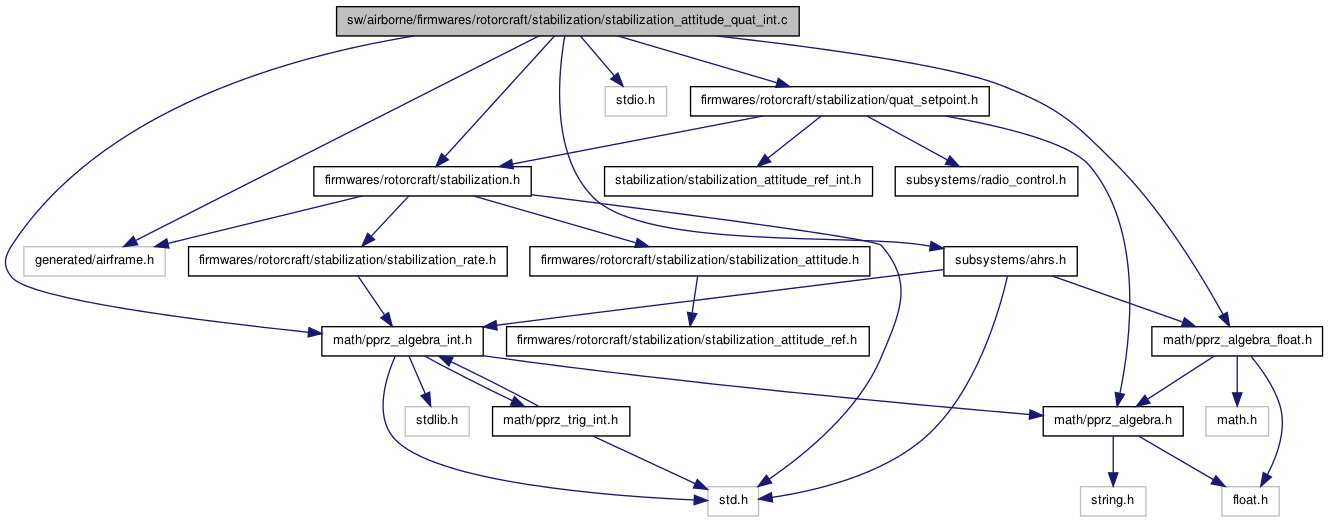 sw/airborne/firmwares/rotorcraft/stabilization/stabilization_attitude_quat_int.c
stdio.h
firmwares/rotorcraft/stabilization/quat_setpoint.h
firmwares/rotorcraft/stabilization.h
stabilization/stabilization_attitude_ref_int.h
subsystems/radio_control.h
generated/airframe.h
firmwares/rotorcraft/stabilization/stabilization_rate.h
firmwares/rotorcraft/stabilization/stabilization_attitude.h
subsystems/ahrs.h
math/pprz_algebra_int.h
firmwares/rotorcraft/stabilization/stabilization_attitude_ref.h
math/pprz_algebra_float.h
stdlib.h
math/pprz_trig_int.h
math/pprz_algebra.h
math.h
std.h
string.h
float.h